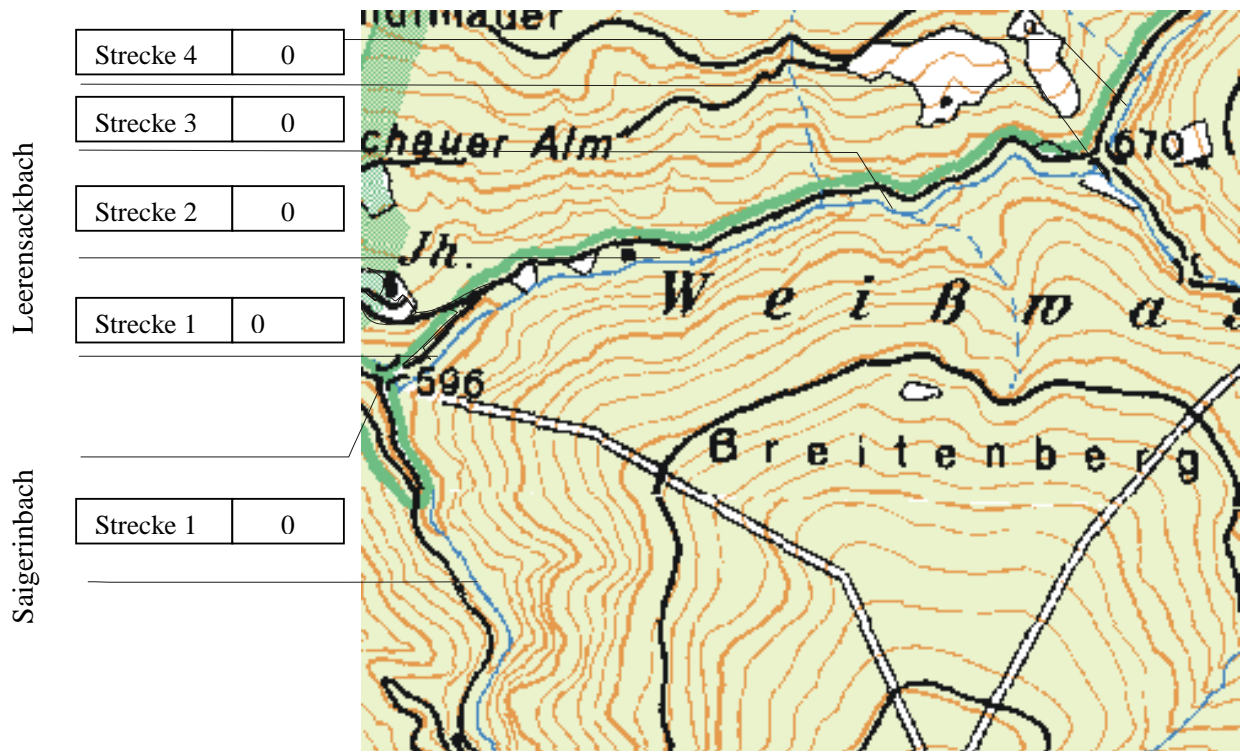 Leerensackbach
Strecke 4 0
Strecke 3 0
Strecke 2 0
Strecke 1 0
Saigerinbach
Strecke 1 0
chauer Alm
670
Jh.
Weißwa
596
Breitenberg